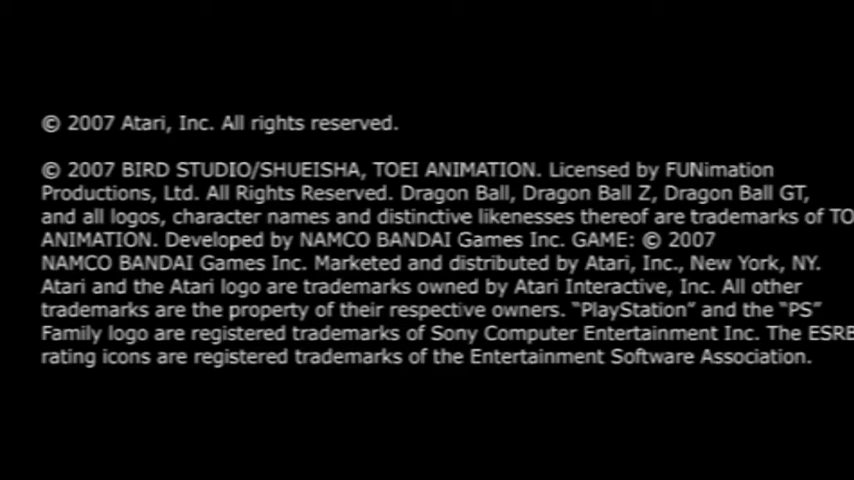 © 2007 Atari, Inc. All rights reserved.
© 2007 BIRD STUDIO/SHUEISHA, TOEI ANIMATION. Licensed by FUNimation
Productions, Ltd. All Rights Reserved. Dragon Ball, Dragon Ball Z, Dragon Ball GT,
and all logos, character names and distinctive likenesses thereof are trademarks of TO
ANIMATION. Developed by NAMCO BANDAI Games Inc. GAME: © 2007
NAMCO BANDAI Games Inc. Marketed and distributed by Atari, Inc., New York, NY.
Atari and the Atari logo are trademarks owned by Atari Interactive, Inc. All other
trademarks are the property of their respective owners. “PlayStation” and the “PS”
Family logo are registered trademarks of Sony Computer Entertainment Inc. The ESRB
rating icons are registered trademarks of the Entertainment Software Association.